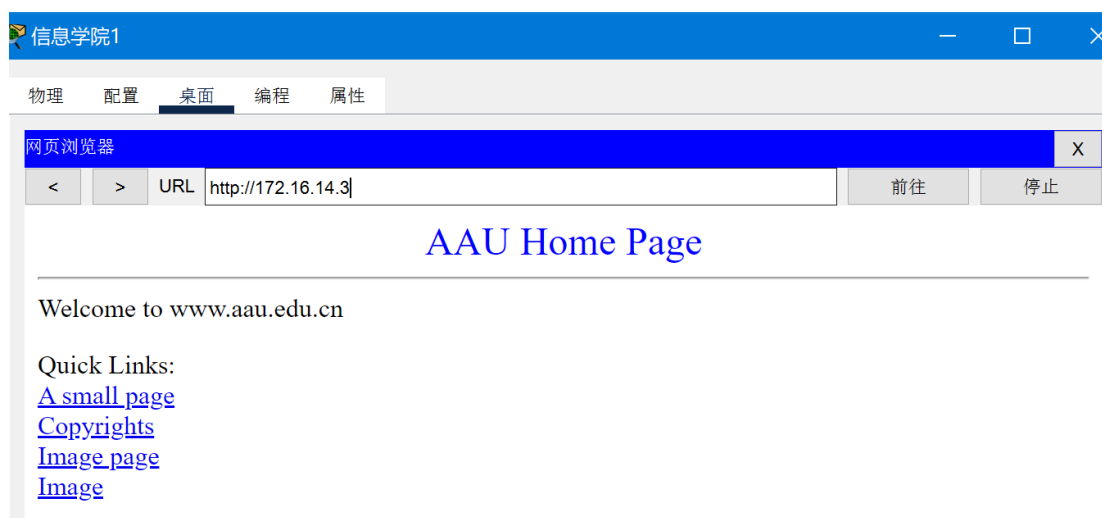 信息学院1
物理 配置 桌面 编程 属性
网页浏览器 X
< > URL http://172.16.14.3 前往 停止
AAU Home Page
Welcome to www.aau.edu.cn
Quick Links:
A small page
Copyrights
Image page
Image